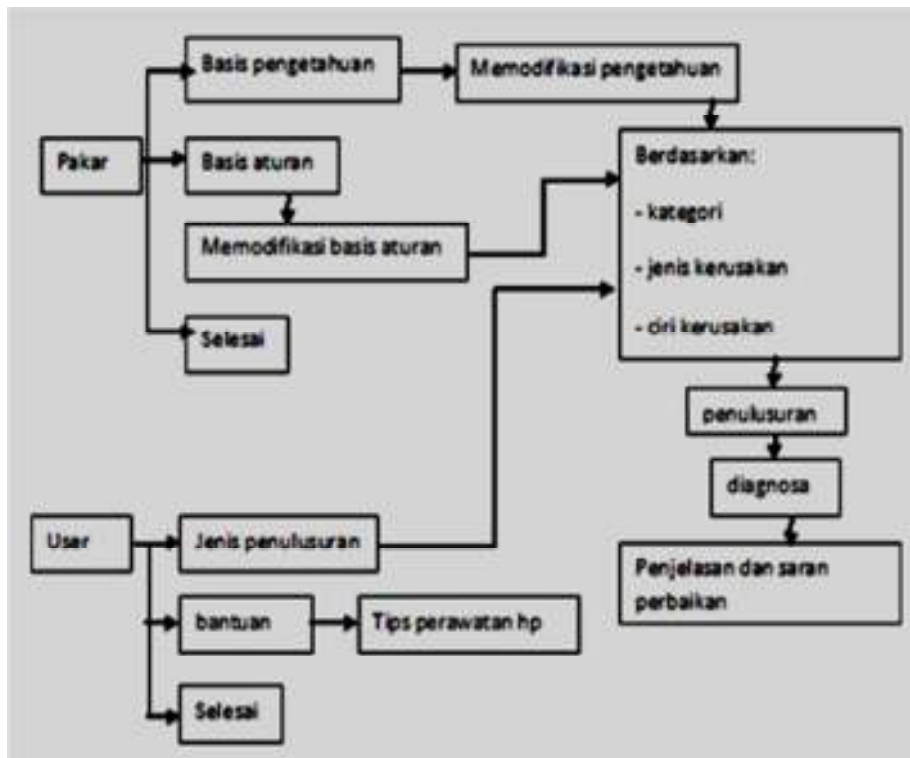 Basis pengetahuan
Memodifikasi pengetahuan
Pakar
Basis aturan
Memodifikasi basis aturan
Selesai
Berdasarkan:
- kategori
- jenis kerusakan
- ciri kerusakan
penulusuran
diagnosa
Penjelasan dan saran
perbaikan
User
Jenis penulusuran
bantuan
Tips perawatan hp
Selesai